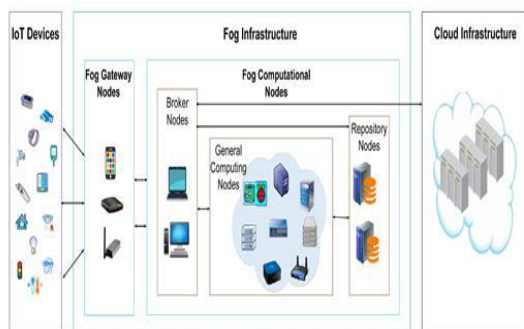 IoT Devices
Fog Infrastructure
Cloud Infrastructure
Fog Gateway
Nodes
Fog Computational
Nodes
Broker
Nodes
General
Computing
Nodes
Repository
Nodes